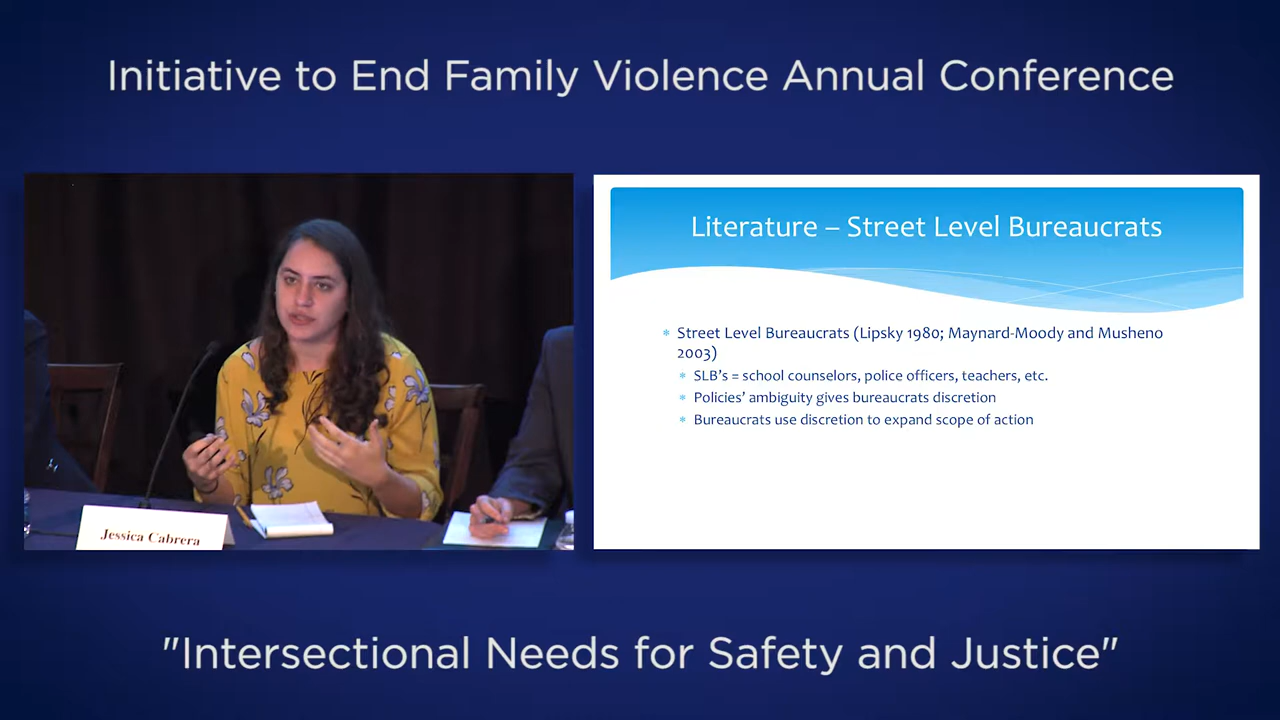 Initiative to End Family Violence Annual Conference
Literature – Street Level Bureaucrats
* Street Level Bureaucrats (Lipsky 1980; Maynard-Moody and Musheno
2003)
* SLB's = school counselors, police officers, teachers, etc.
* Policies' ambiguity gives bureaucrats discretion
* Bureaucrats use discretion to expand scope of action
Jessica Cabrera
"Intersectional Needs for Safety and Justice"